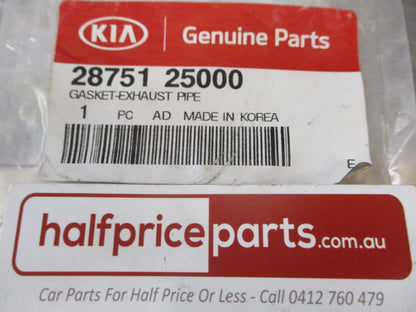 KIA Genuine Parts
28751 25000
GASKET-EXHAUST PIPE
1 PC AD MADE IN KOREA
E
halfpriceparts.com.au
Car Parts For Half Price Or Less - Call 0412 760 479